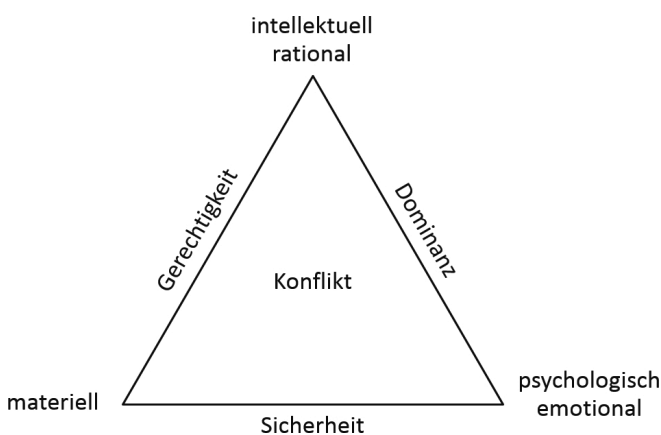 intellektuell
rational
Gerechtigkeit
Dominanz
Konflikt
materiell
psychologisch
emotional
Sicherheit